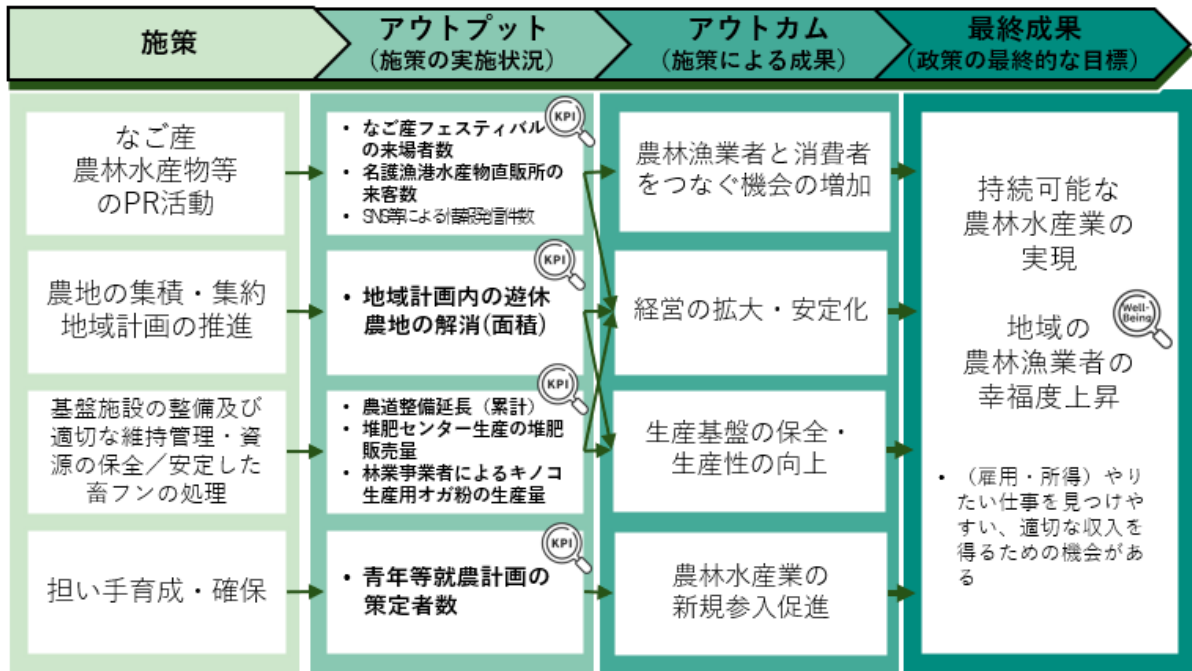 施策
アウトプット
(施策の実施状況)
アウトカム
(施策による成果)
最終成果
(政策の最終的な目標)
なご産
農林水産物等
のPR活動
KPI
• なご産フェスティバル
の来場者数
• 名護漁港水産物直販所の
来客数
• SNS等による情報発信件数
農林漁業者と消費者
をつなぐ機会の増加
農地の集積・集約
地域計画の推進
KPI
• 地域計画内の遊休
農地の解消(面積)
経営の拡大・安定化
基盤施設の整備及び
適切な維持管理・資
源の保全／安定した
畜フンの処理
KPI
• 農道整備延長（累計）
• 堆肥センター生産の堆肥
販売量
• 林業事業者によるキノコ
生産用オガ粉の生産量
生産基盤の保全・
生産性の向上
担い手育成・確保
KPI
• 青年等就農計画の
策定者数
農林水産業の
新規参入促進
持続可能な
農林水産業の
実現
Well-
Being
地域の
農林漁業者の
幸福度上昇
• （雇用・所得）やり
たい仕事を見つけや
すい、適切な収入を
得るための機会があ
る